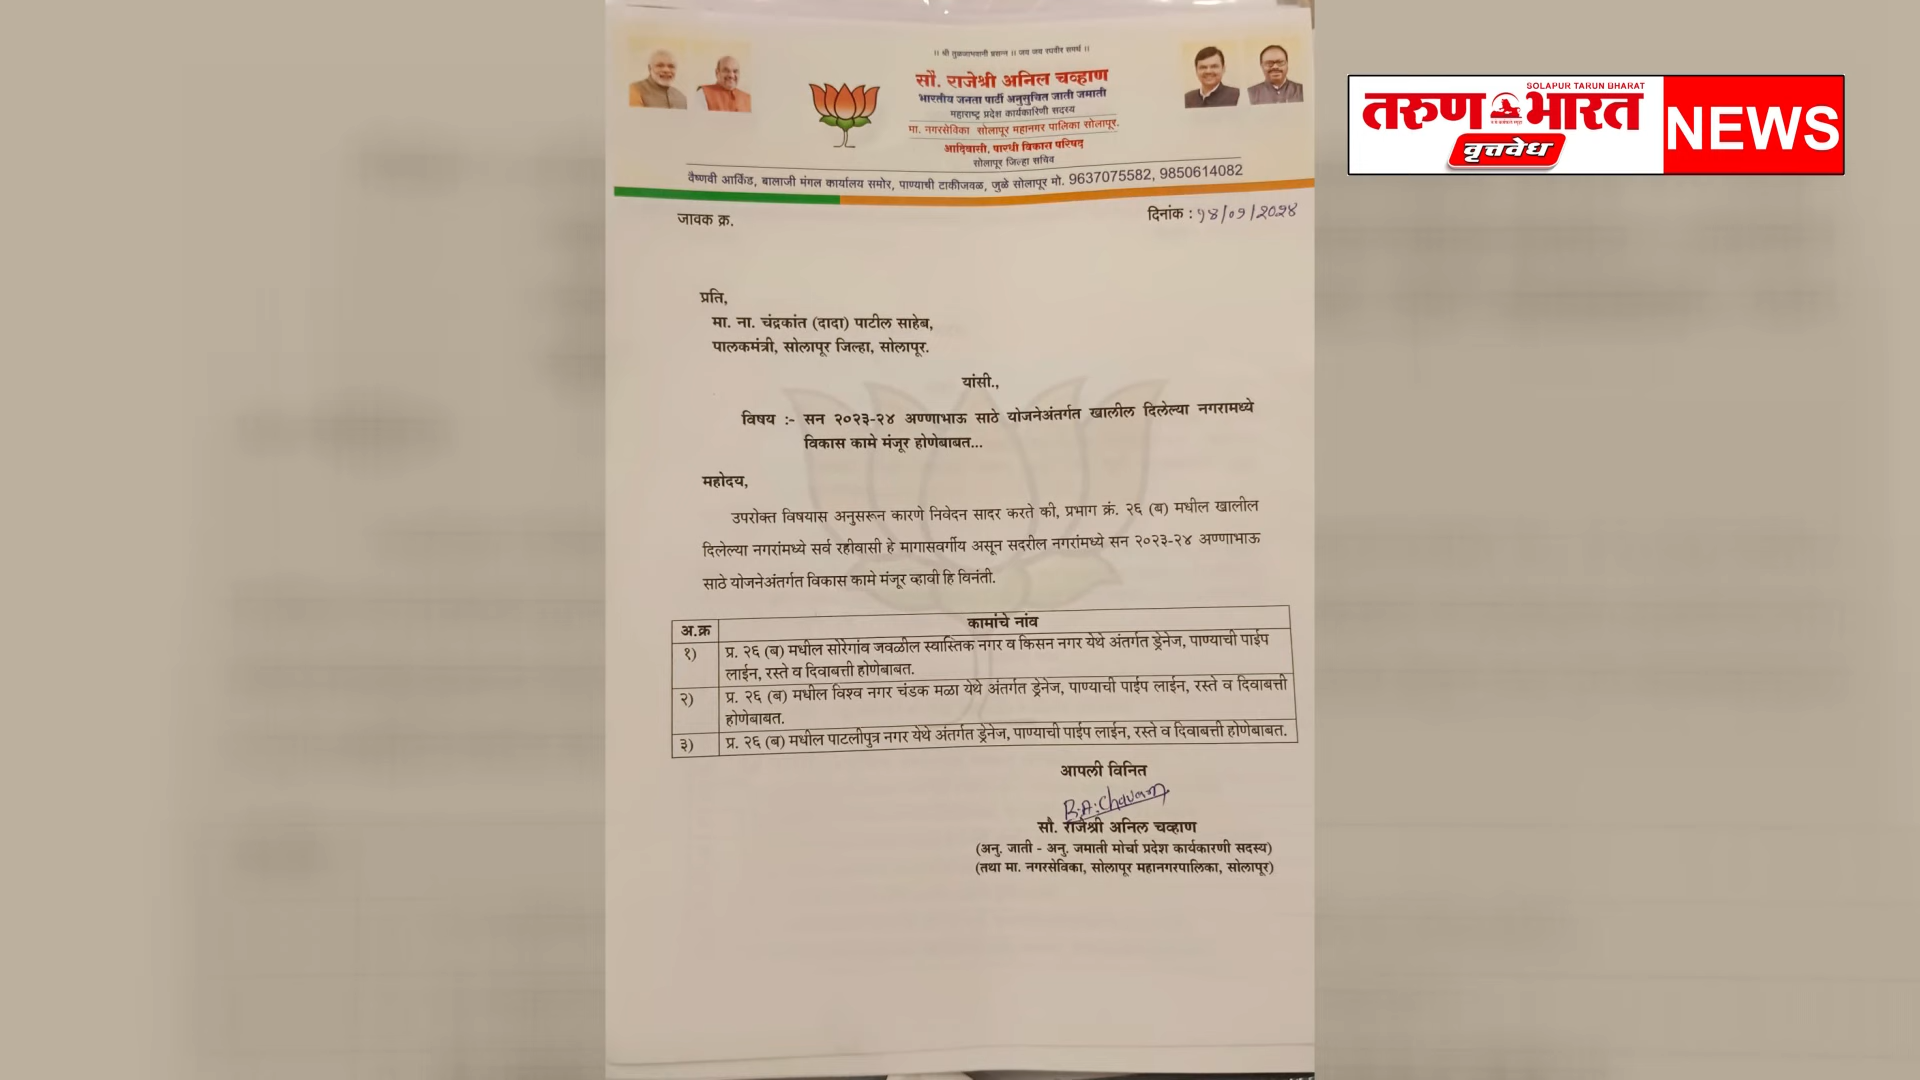 ॥ श्री तुळजाभवानी प्रसन्न ॥ जय जय रघवीर समर्थ ॥
सौ. राजेश्री अनिल चव्हाण
भारतीय जनता पार्टी अनुसुचित जाती जमाती
महाराष्ट्र प्रदेश कार्यकारिणी सदस्य
मा. नगरसेविका सोलापूर महानगर पालिका सोलापूर.
आदिवासी, पारधी विकास परिषद
सोलापूर जिल्हा सचिव
वैष्णवी आर्किड, बालाजी मंगल कार्यालय समोर, पाण्याची टाकीजवळ, जुळे सोलापूर मो. 9637075582, 9850614082
SOLAPUR TARUN BHARAT
तरुण भारत NEWS
वृत्तवेध
जावक क्र.
दिनांक : १४/०१/२०२४
प्रति,
मा. ना. चंद्रकांत (दादा) पाटील साहेब,
पालकमंत्री, सोलापूर जिल्हा, सोलापूर.
यांसी.,
विषय :- सन २०२३-२४ अण्णाभाऊ साठे योजनेअंतर्गत खालील दिलेल्या नगरामध्ये
विकास कामे मंजूर होणेबाबत...
महोदय,
उपरोक्त विषयास अनुसरून कारणे निवेदन सादर करते की, प्रभाग क्रं. २६ (ब) मधील खालील
दिलेल्या नगरांमध्ये सर्व रहीवासी हे मागासवर्गीय असून सदरील नगरांमध्ये सन २०२३-२४ अण्णाभाऊ
साठे योजनेअंतर्गत विकास कामे मंजूर व्हावी हि विनंती.
अ.क्र कामांचे नांव
१) प्र. २६ (ब) मधील सोरेगांव जवळील स्वास्तिक नगर व किसन नगर येथे अंतर्गत ड्रेनेज, पाण्याची पाईप
लाईन, रस्ते व दिवाबत्ती होणेबाबत.
२) प्र. २६ (ब) मधील विश्व नगर चंडक मळा येथे अंतर्गत ड्रेनेज, पाण्याची पाईप लाईन, रस्ते व दिवाबत्ती
होणेबाबत.
३) प्र. २६ (ब) मधील पाटलीपुत्र नगर येथे अंतर्गत ड्रेनेज, पाण्याची पाईप लाईन, रस्ते व दिवाबत्ती होणेबाबत.
आपली विनित
R.A.Chavan
सौ. राजेश्री अनिल चव्हाण
(अनु. जाती - अनु. जमाती मोर्चा प्रदेश कार्यकारणी सदस्य)
(तथा मा. नगरसेविका, सोलापूर महानगरपालिका, सोलापूर)